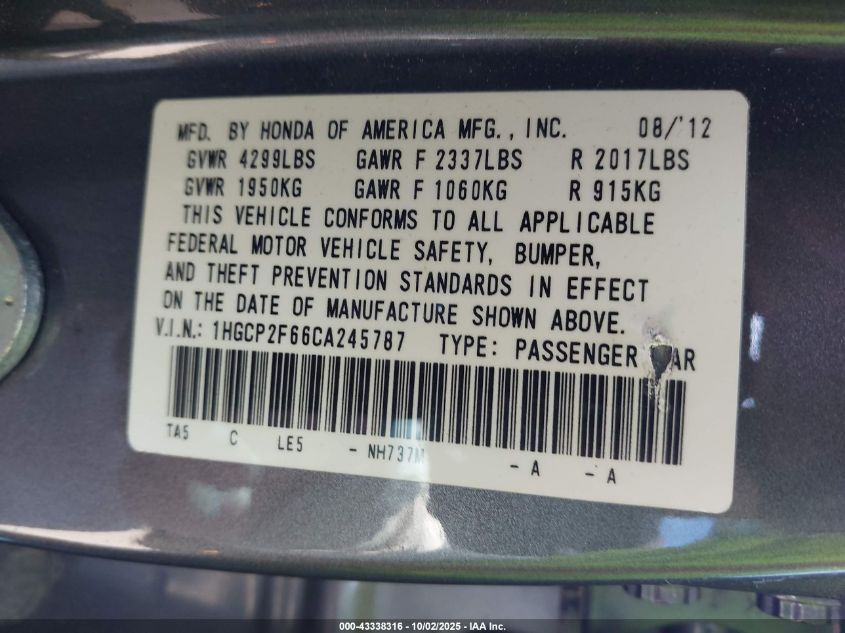 MFD. BY HONDA OF AMERICA MFG., INC. 08/'12
GVWR 4299LBS GAWR F 2337LBS R 2017LBS
GVWR 1950KG GAWR F 1060KG R 915KG
THIS VEHICLE CONFORMS TO ALL APPLICABLE
FEDERAL MOTOR VEHICLE SAFETY, BUMPER,
AND THEFT PREVENTION STANDARDS IN EFFECT
ON THE DATE OF MANUFACTURE SHOWN ABOVE.
V.I.N.: 1HGCP2F66CA245787 TYPE: PASSENGER AR
TA5 C LE5 - NH737M - A - A
000-43338316 - 10/02/2025 - IAA Inc.